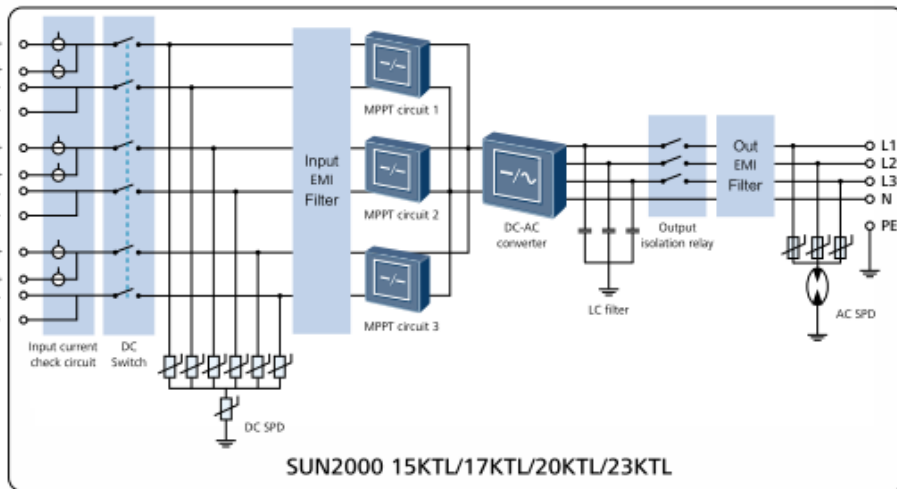 MPPT circuit 1
Input
EMI
Filter
MPPT circuit 2
MPPT circuit 3
DC-AC
converter
Output
isolation relay
Out
EMI
Filter
L1
L2
L3
N
PE
LC filter
AC SPD
Input current
check circuit
DC
Switch
DC SPD
SUN2000 15KTL/17KTL/20KTL/23KTL